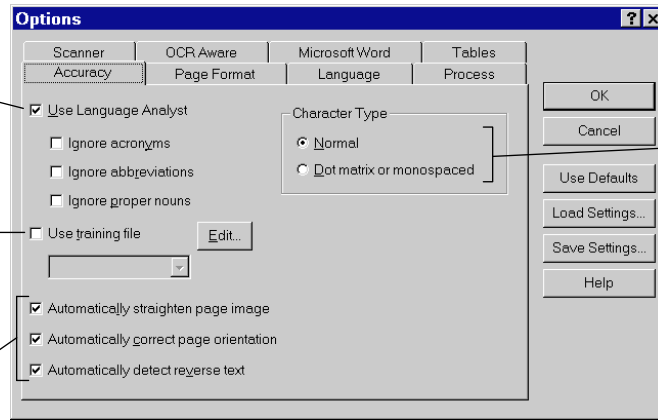 Options
Scanner OCR Aware Microsoft Word Tables
Accuracy Page Format Language Process
Use Language Analyst
Ignore acronyms
Ignore abbreviations
Ignore proper nouns
Use training file Edit...
Automatically straighten page image
Automatically correct page orientation
Automatically detect reverse text
Character Type
Normal
Dot matrix or monospaced
OK
Cancel
Use Defaults
Load Settings...
Save Settings...
Help